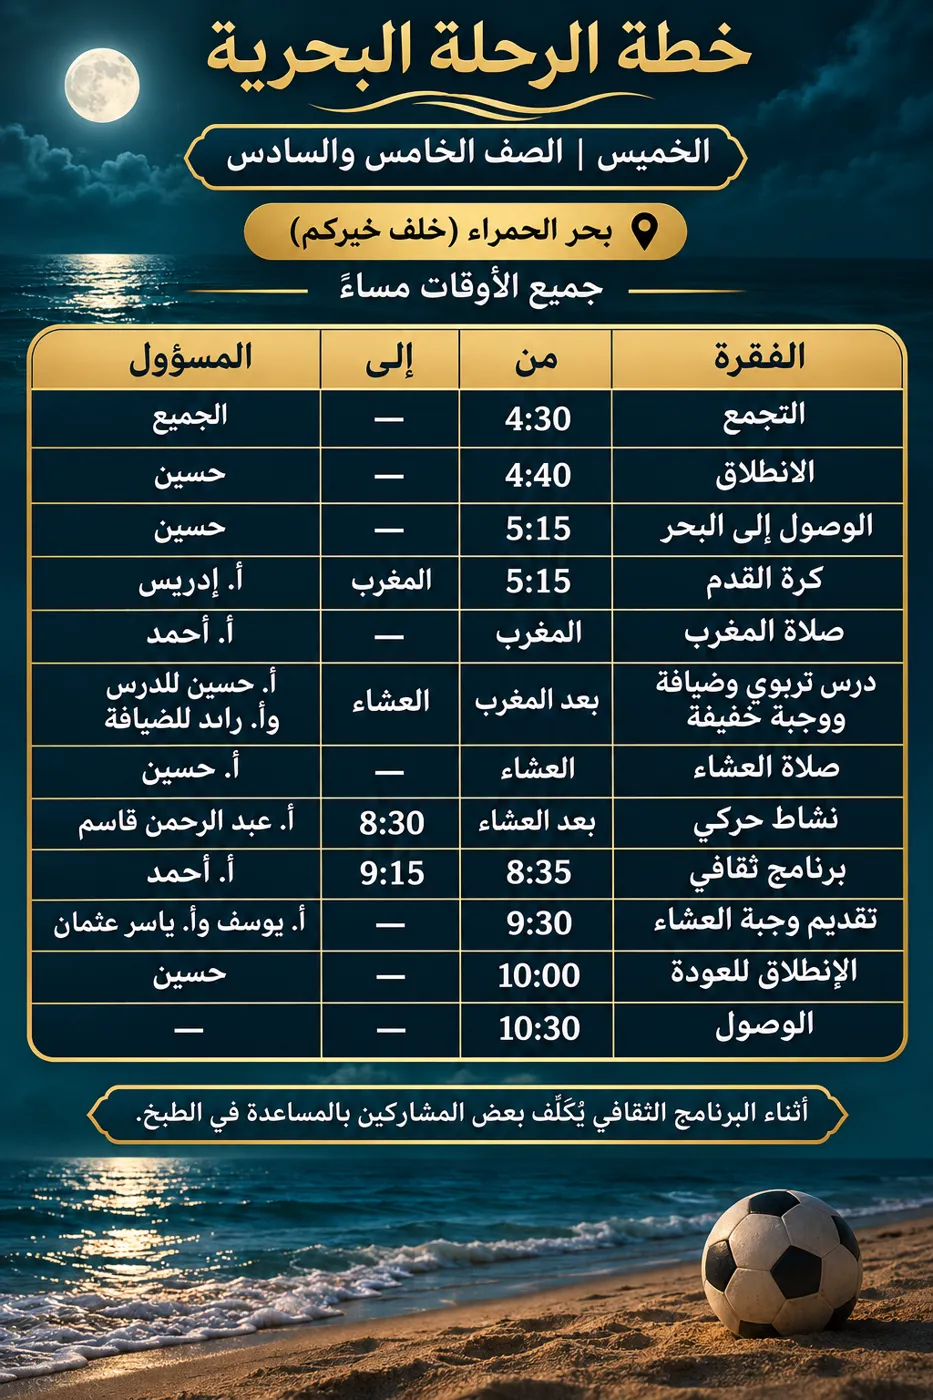 خطة الرحلة البحرية
الخميس | الصف الخامس والسادس
بحر الحمراء (خلف خيركم)
جميع الأوقات مساءً
الفقرة من إلى المسؤول
التجمع 4:30 — الجميع
الانطلاق 4:40 — حسين
الوصول إلى البحر 5:15 — حسين
كرة القدم 5:15 المغرب أ. إدريس
صلاة المغرب المغرب — أ. أحمد
درس تربوي وضيافة ووجبة خفيفة بعد المغرب العشاء أ. حسين للدرس وأ. رائد للضيافة
صلاة العشاء العشاء — أ. حسين
نشاط حركي بعد العشاء 8:30 أ. عبد الرحمن قاسم
برنامج ثقافي 8:35 9:15 أ. أحمد
تقديم وجبة العشاء 9:30 — أ. يوسف وأ. ياسر عثمان
الإنطلاق للعودة 10:00 — حسين
الوصول 10:30 — —
أثناء البرنامج الثقافي يُكَلَّف بعض المشاركين بالمساعدة في الطبخ.